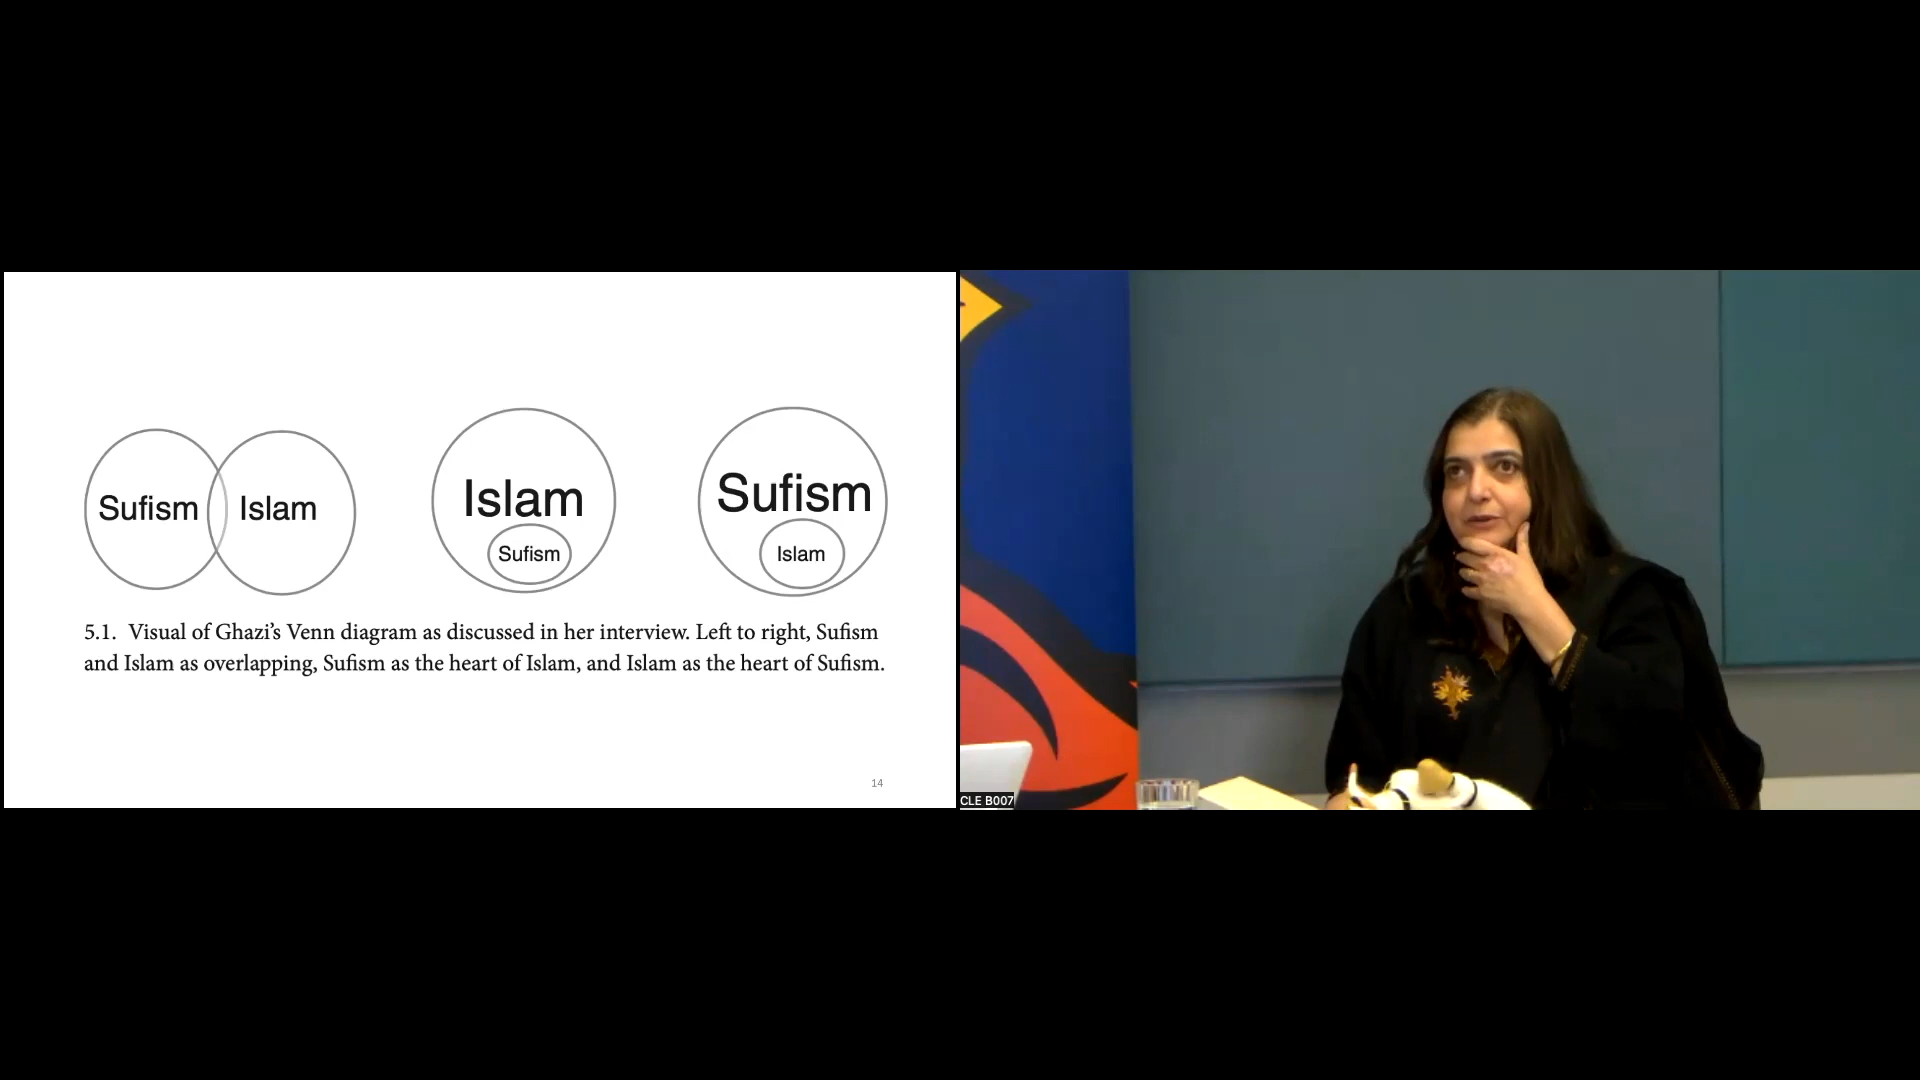 Sufism Islam
Islam
Sufism
Sufism
Islam
5.1. Visual of Ghazi’s Venn diagram as discussed in her interview. Left to right, Sufism
and Islam as overlapping, Sufism as the heart of Islam, and Islam as the heart of Sufism.
14
CLE B007